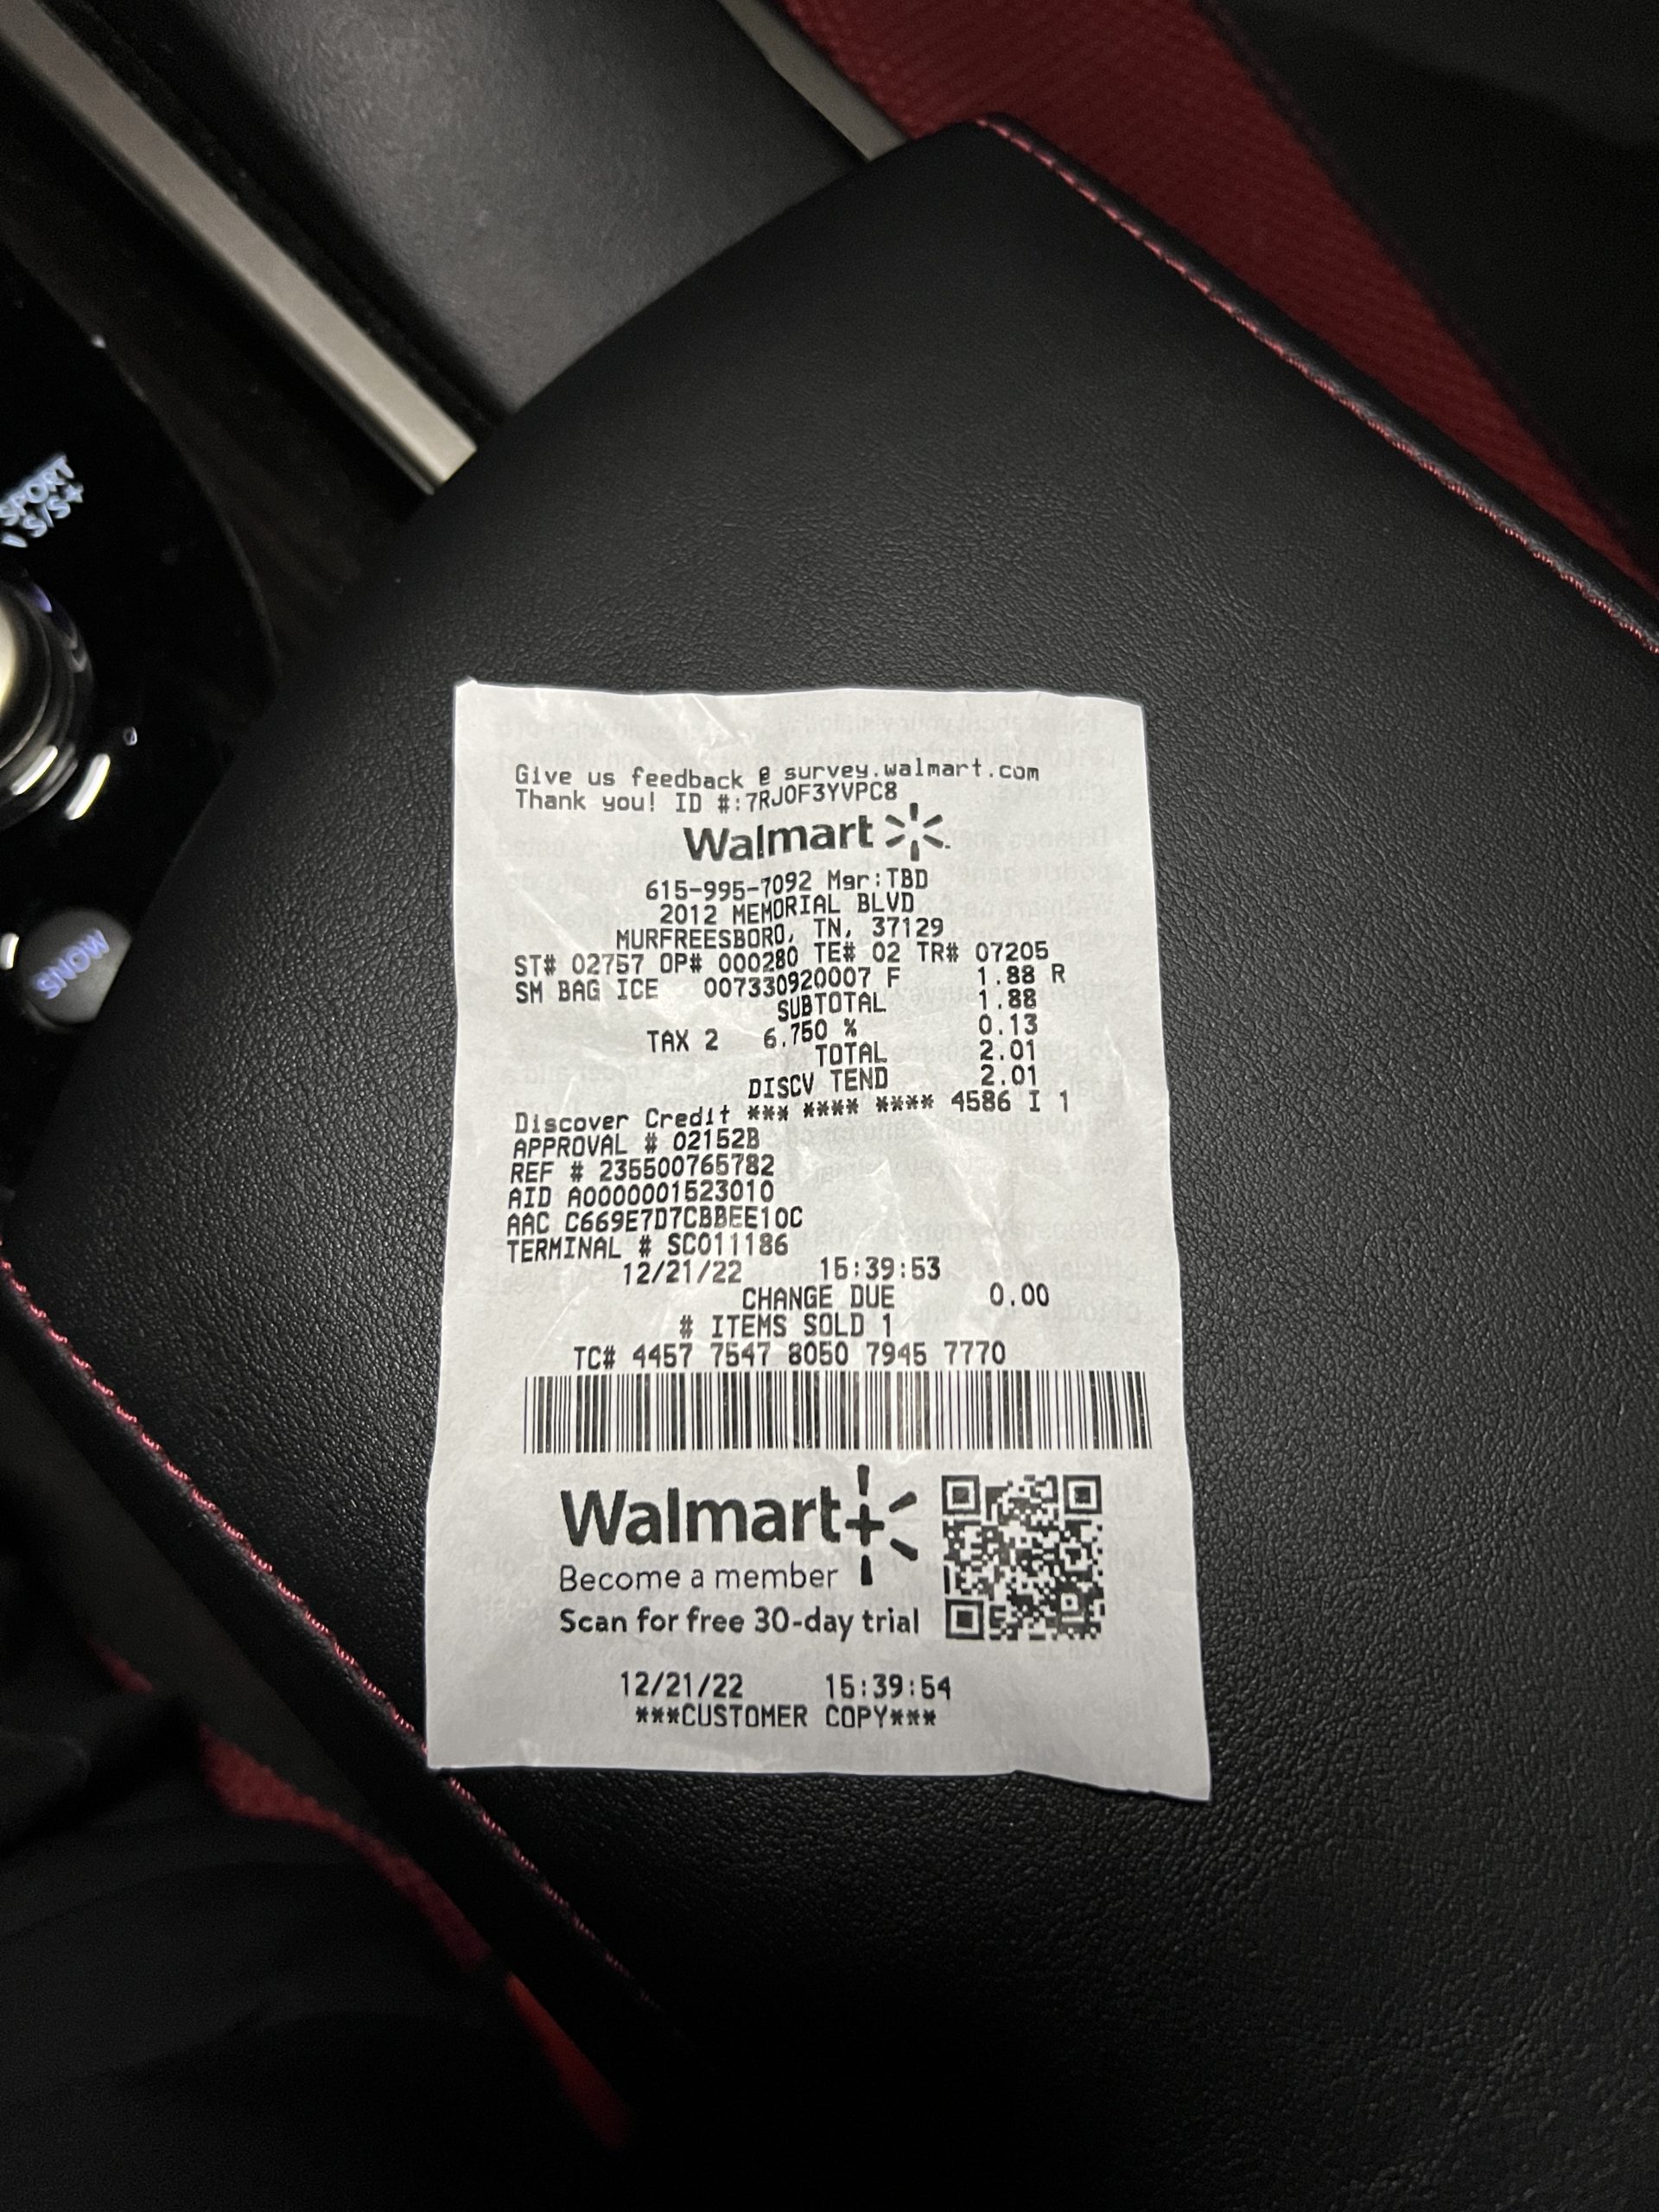 SPORT
S/S+
SNOW
Give us feedback @ survey.walmart.com
Thank you! ID #:7RJ0F3YVPC8
Walmart
615-995-7092 Mgr:TBD
2012 MEMORIAL BLVD
MURFREESBORO, TN, 37129
ST# 02757 OP# 000280 TE# 02 TR# 07205
SM BAG ICE 007330920007 F 1.88 R
SUBTOTAL 1.88
TAX 2 6.750 % 0.13
TOTAL 2.01
DISCV TEND 2.01
Discover Credit *** **** **** 4586 I 1
APPROVAL # 02152B
REF # 235500765782
AID A0000001523010
AAC C669E7D7CBBEE10C
TERMINAL # SC011186
12/21/22 15:39:53
CHANGE DUE 0.00
# ITEMS SOLD 1
TC# 4457 7547 8050 7945 7770
Walmart+
Become a member
Scan for free 30-day trial
12/21/22 15:39:54
***CUSTOMER COPY***